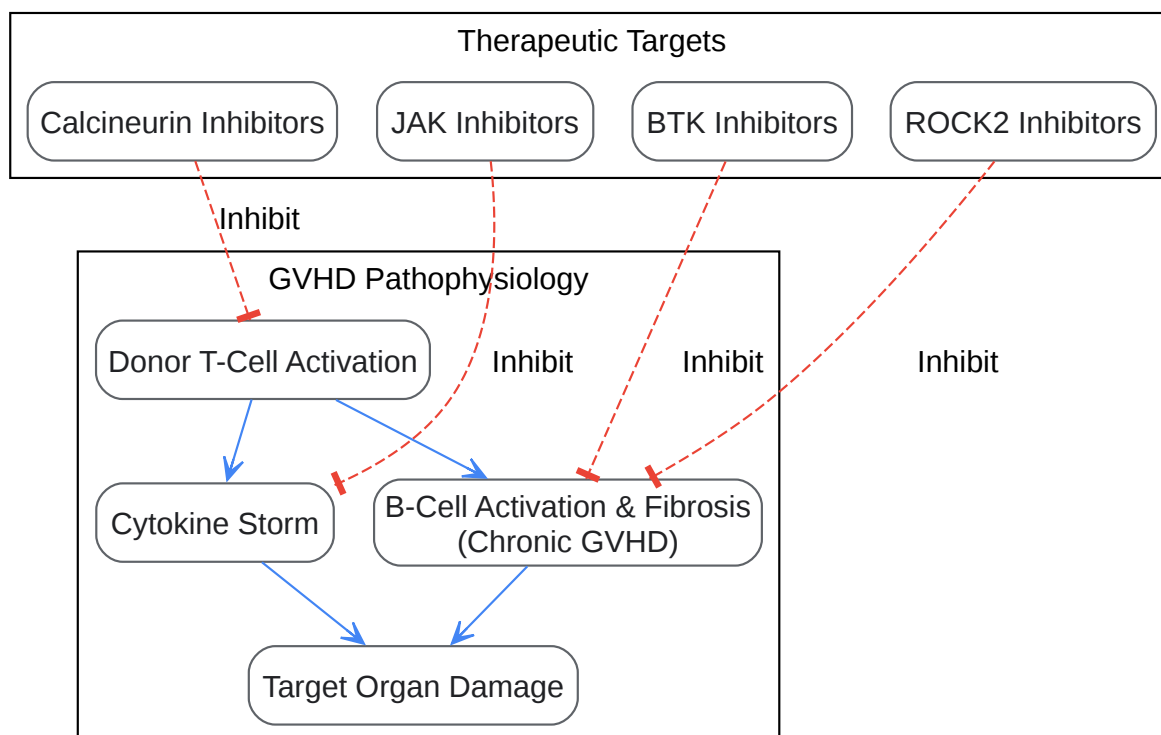 Therapeutic Targets
Calcineurin Inhibitors
JAK Inhibitors
BTK Inhibitors
ROCK2 Inhibitors
Inhibit
GVHD Pathophysiology
Donor T-Cell Activation
Inhibit
Inhibit
Inhibit
Cytokine Storm
B-Cell Activation & Fibrosis
(Chronic GVHD)
Target Organ Damage